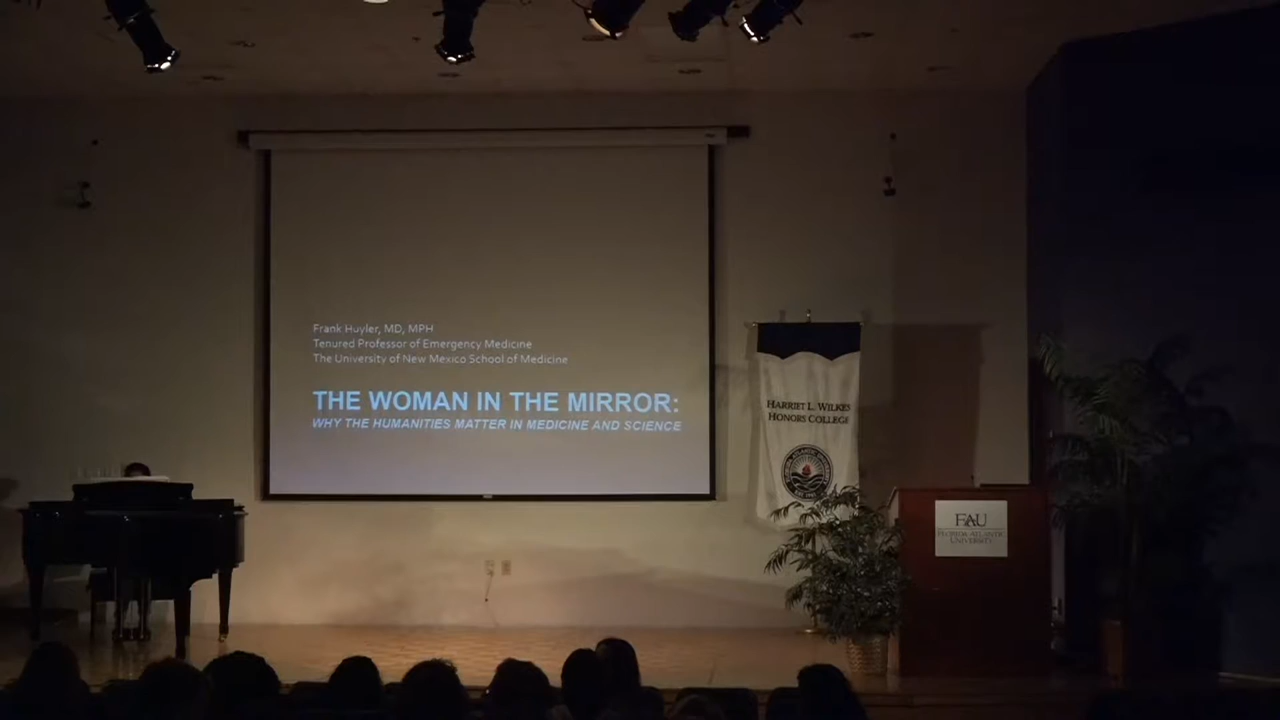 Frank Huyler, MD, MPH
Tenured Professor of Emergency Medicine
The University of New Mexico School of Medicine
THE WOMAN IN THE MIRROR:
WHY THE HUMANITIES MATTER IN MEDICINE AND SCIENCE
HARRIET L. WILKES
HONORS COLLEGE
FAU
FLORIDA ATLANTIC
UNIVERSITY